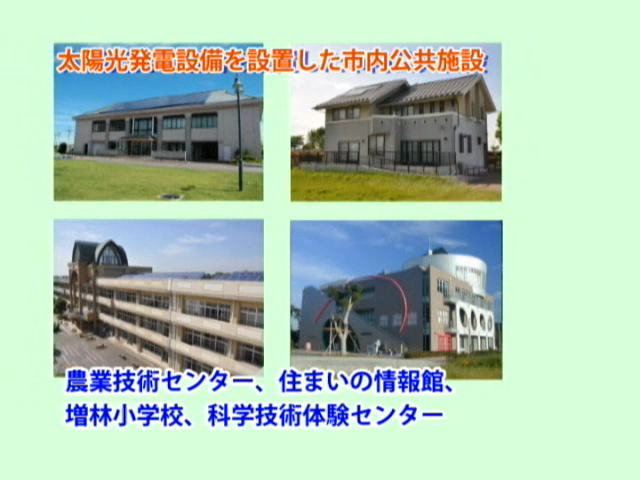 太陽光発電設備を設置した市内公共施設
農業技術センター、住まいの情報館、
増林小学校、科学技術体験センター